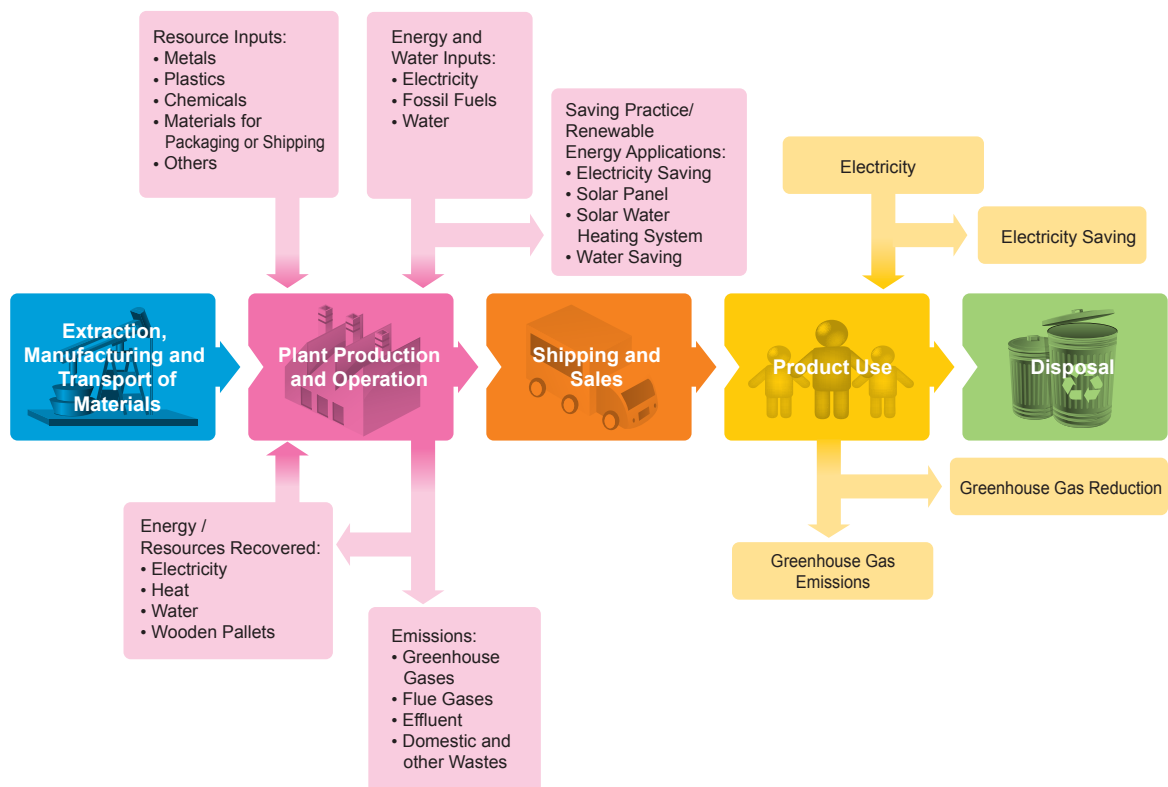 Resource Inputs:
• Metals
• Plastics
• Chemicals
• Materials for
Packaging or Shipping
• Others
Energy and
Water Inputs:
• Electricity
• Fossil Fuels
• Water
Saving Practice/
Renewable
Energy Applications:
• Electricity Saving
• Solar Panel
• Solar Water
Heating System
• Water Saving
Electricity
Electricity Saving
Extraction,
Manufacturing and
Transport of
Materials
Plant Production
and Operation
Shipping and
Sales
Product Use
Disposal
Energy /
Resources Recovered:
• Electricity
• Heat
• Water
• Wooden Pallets
Emissions:
• Greenhouse
Gases
• Flue Gases
• Effluent
• Domestic and
other Wastes
Greenhouse Gas
Emissions
Greenhouse Gas Reduction